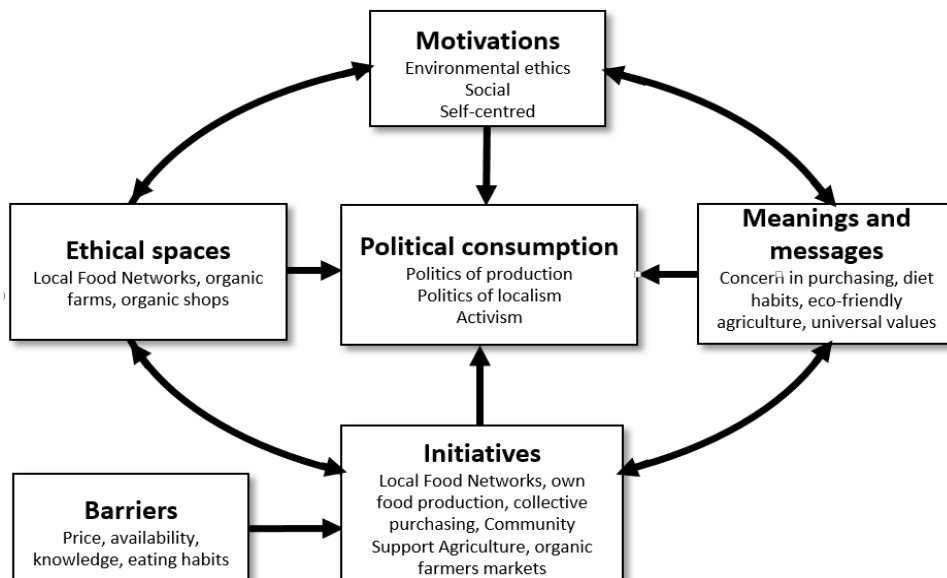 Motivations
Environmental ethics
Social
Self-centred
Ethical spaces
Local Food Networks, organic
farms, organic shops
Political consumption
Politics of production
Politics of localism
Activism
Meanings and
messages
Concern in purchasing, diet
habits, eco-friendly
agriculture, universal values
Barriers
Price, availability,
knowledge, eating habits
Initiatives
Local Food Networks, own
food production, collective
purchasing, Community
Support Agriculture, organic
farmers markets